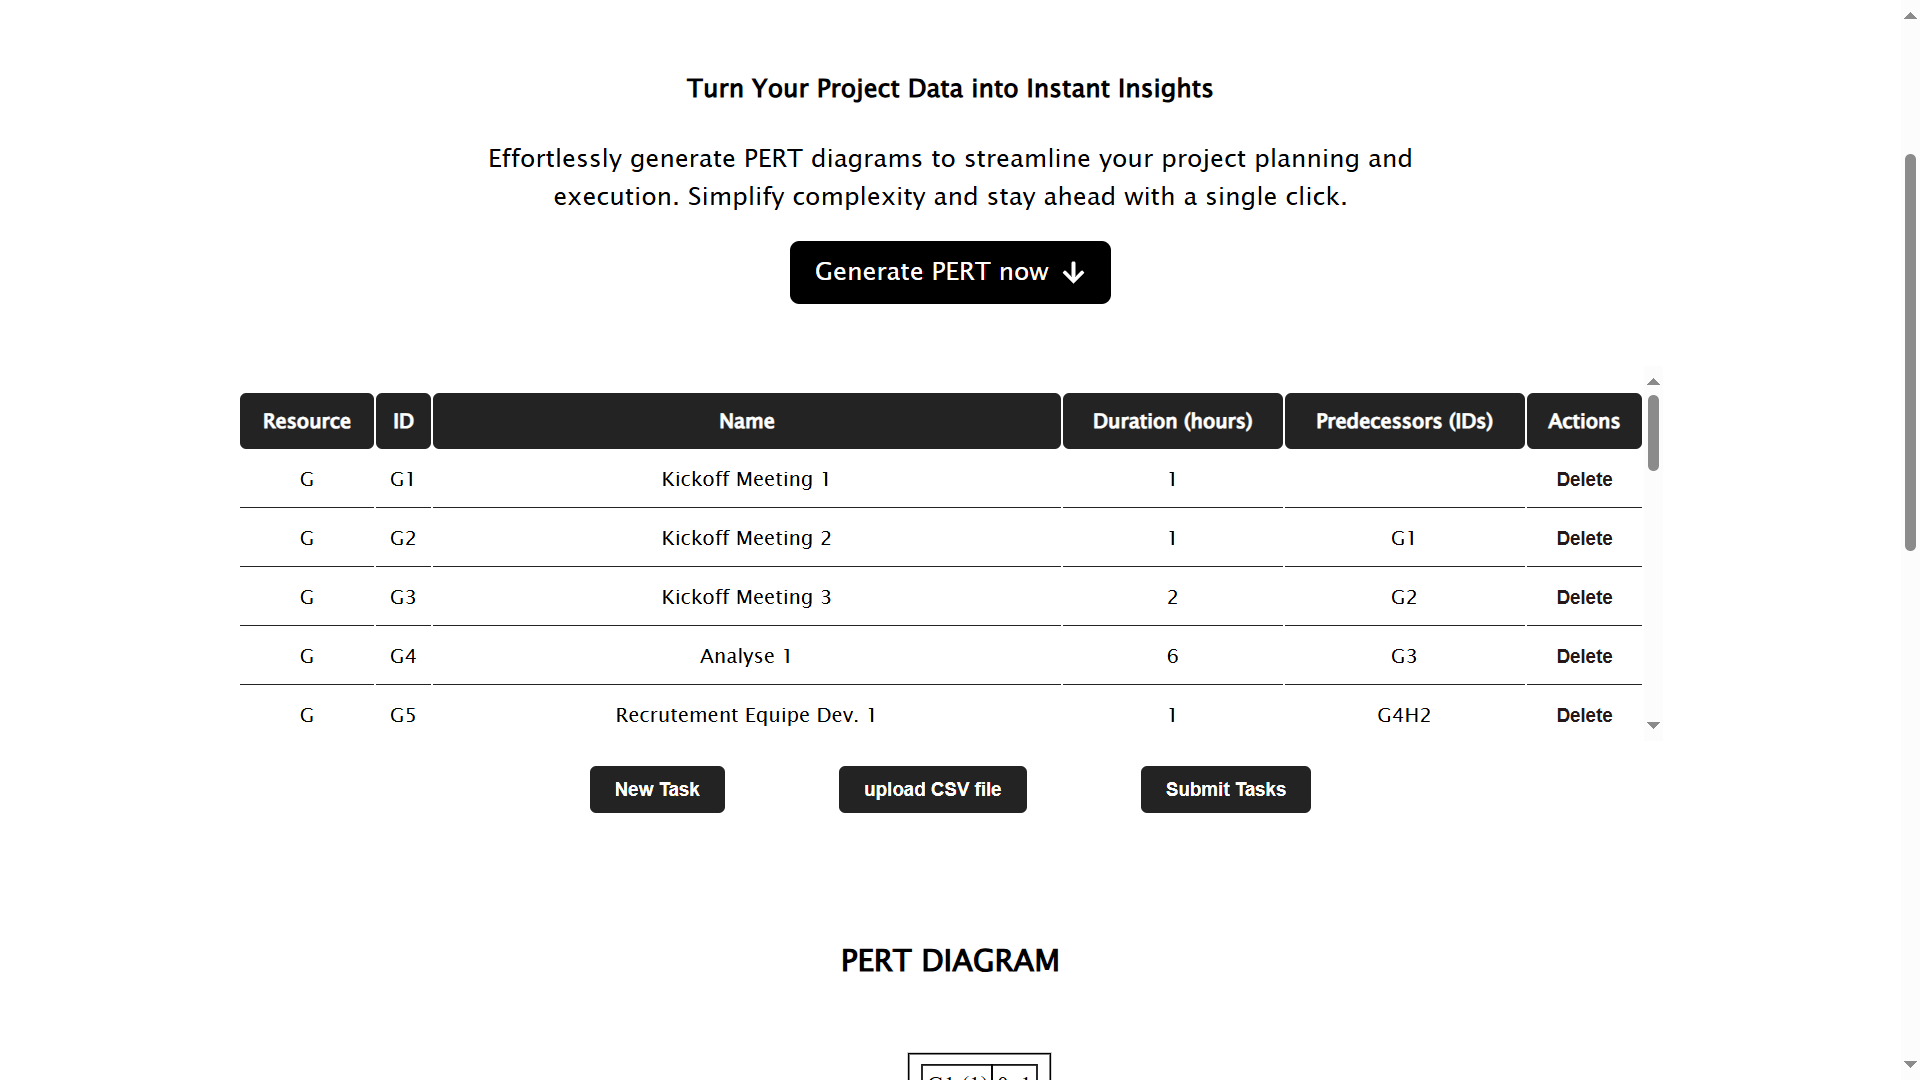 Turn Your Project Data into Instant Insights
Effortlessly generate PERT diagrams to streamline your project planning and
execution. Simplify complexity and stay ahead with a single click.
Generate PERT now
Resource ID Name Duration (hours) Predecessors (IDs) Actions
G G1 Kickoff Meeting 1 1 Delete
G G2 Kickoff Meeting 2 1 G1 Delete
G G3 Kickoff Meeting 3 2 G2 Delete
G G4 Analyse 1 6 G3 Delete
G G5 Recrutement Equipe Dev. 1 1 G4H2 Delete
New Task upload CSV file Submit Tasks
PERT DIAGRAM